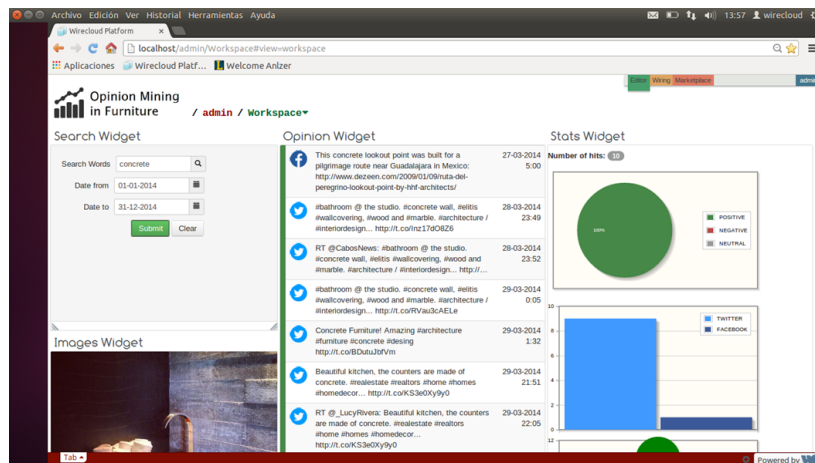 Archivo Edición Ver Historial Herramientas Ayuda
13:57 wirecloud
Wirecloud Platform
localhost/admin/Workspace#view=workspace
Aplicaciones Wirecloud Platf... Welcome Anlzer
Editor Wiring Marketplace
Opinion Mining
in Furniture
/ admin / Workspace
Search Widget
Search Words concrete
Date from 01-01-2014
Date to 31-12-2014
Submit Clear
Images Widget
Opinion Widget
This concrete lookout point was built for a
pilgrimage route near Guadalajara in Mexico:
http://www.dezeen.com/2009/01/09/ruta-del-
peregrino-lookout-point-by-hhf-architects/
27-03-2014
5:00
#bathroom @ the studio. #concrete wall, #elitis
#wallcovering, #wood and #marble. #architecture /
#interiordesign... http://t.co/Inz17dO8Z6
28-03-2014
23:49
RT @CabosNews: #bathroom @ the studio.
#concrete wall, #elitis #wallcovering, #wood and
#marble. #architecture / #interiordesign... http://...
28-03-2014
23:52
#bathroom @ the studio. #concrete wall, #elitis
#wallcovering, #wood and #marble. #architecture /
#interiordesign... http://t.co/RVau3cAELe
29-03-2014
0:05
Concrete Furniture! Amazing #architecture
#furniture #concrete #desing
http://t.co/BDutuJbfVm
29-03-2014
1:32
Beautiful kitchen, the counters are made of
concrete. #realestate #realtors #home #homes
#homedecor... http://t.co/KS3e0Xy9y0
29-03-2014
21:51
RT @_LucyRivera: Beautiful kitchen, the counters
are made of concrete. #realestate #realtors
#home #homes #homedecor...
http://t.co/KS3e0Xy9y0
29-03-2014
22:05
Stats Widget
Number of hits: 10
100%
POSITIVE
NEGATIVE
NEUTRAL
10
8
6
4
2
0
TWITTER
FACEBOOK
12
Tab
Powered by